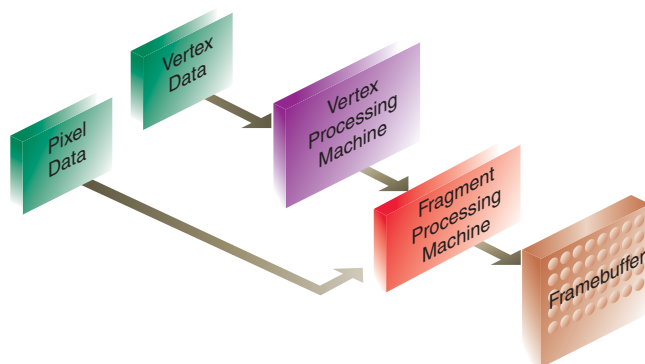 Vertex
Data
Pixel
Data
Vertex
Processing
Machine
Fragment
Processing
Machine
Framebuffer